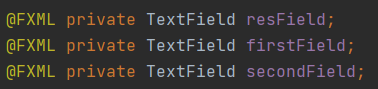 @FXML private TextField resField;
@FXML private TextField firstField;
@FXML private TextField secondField;